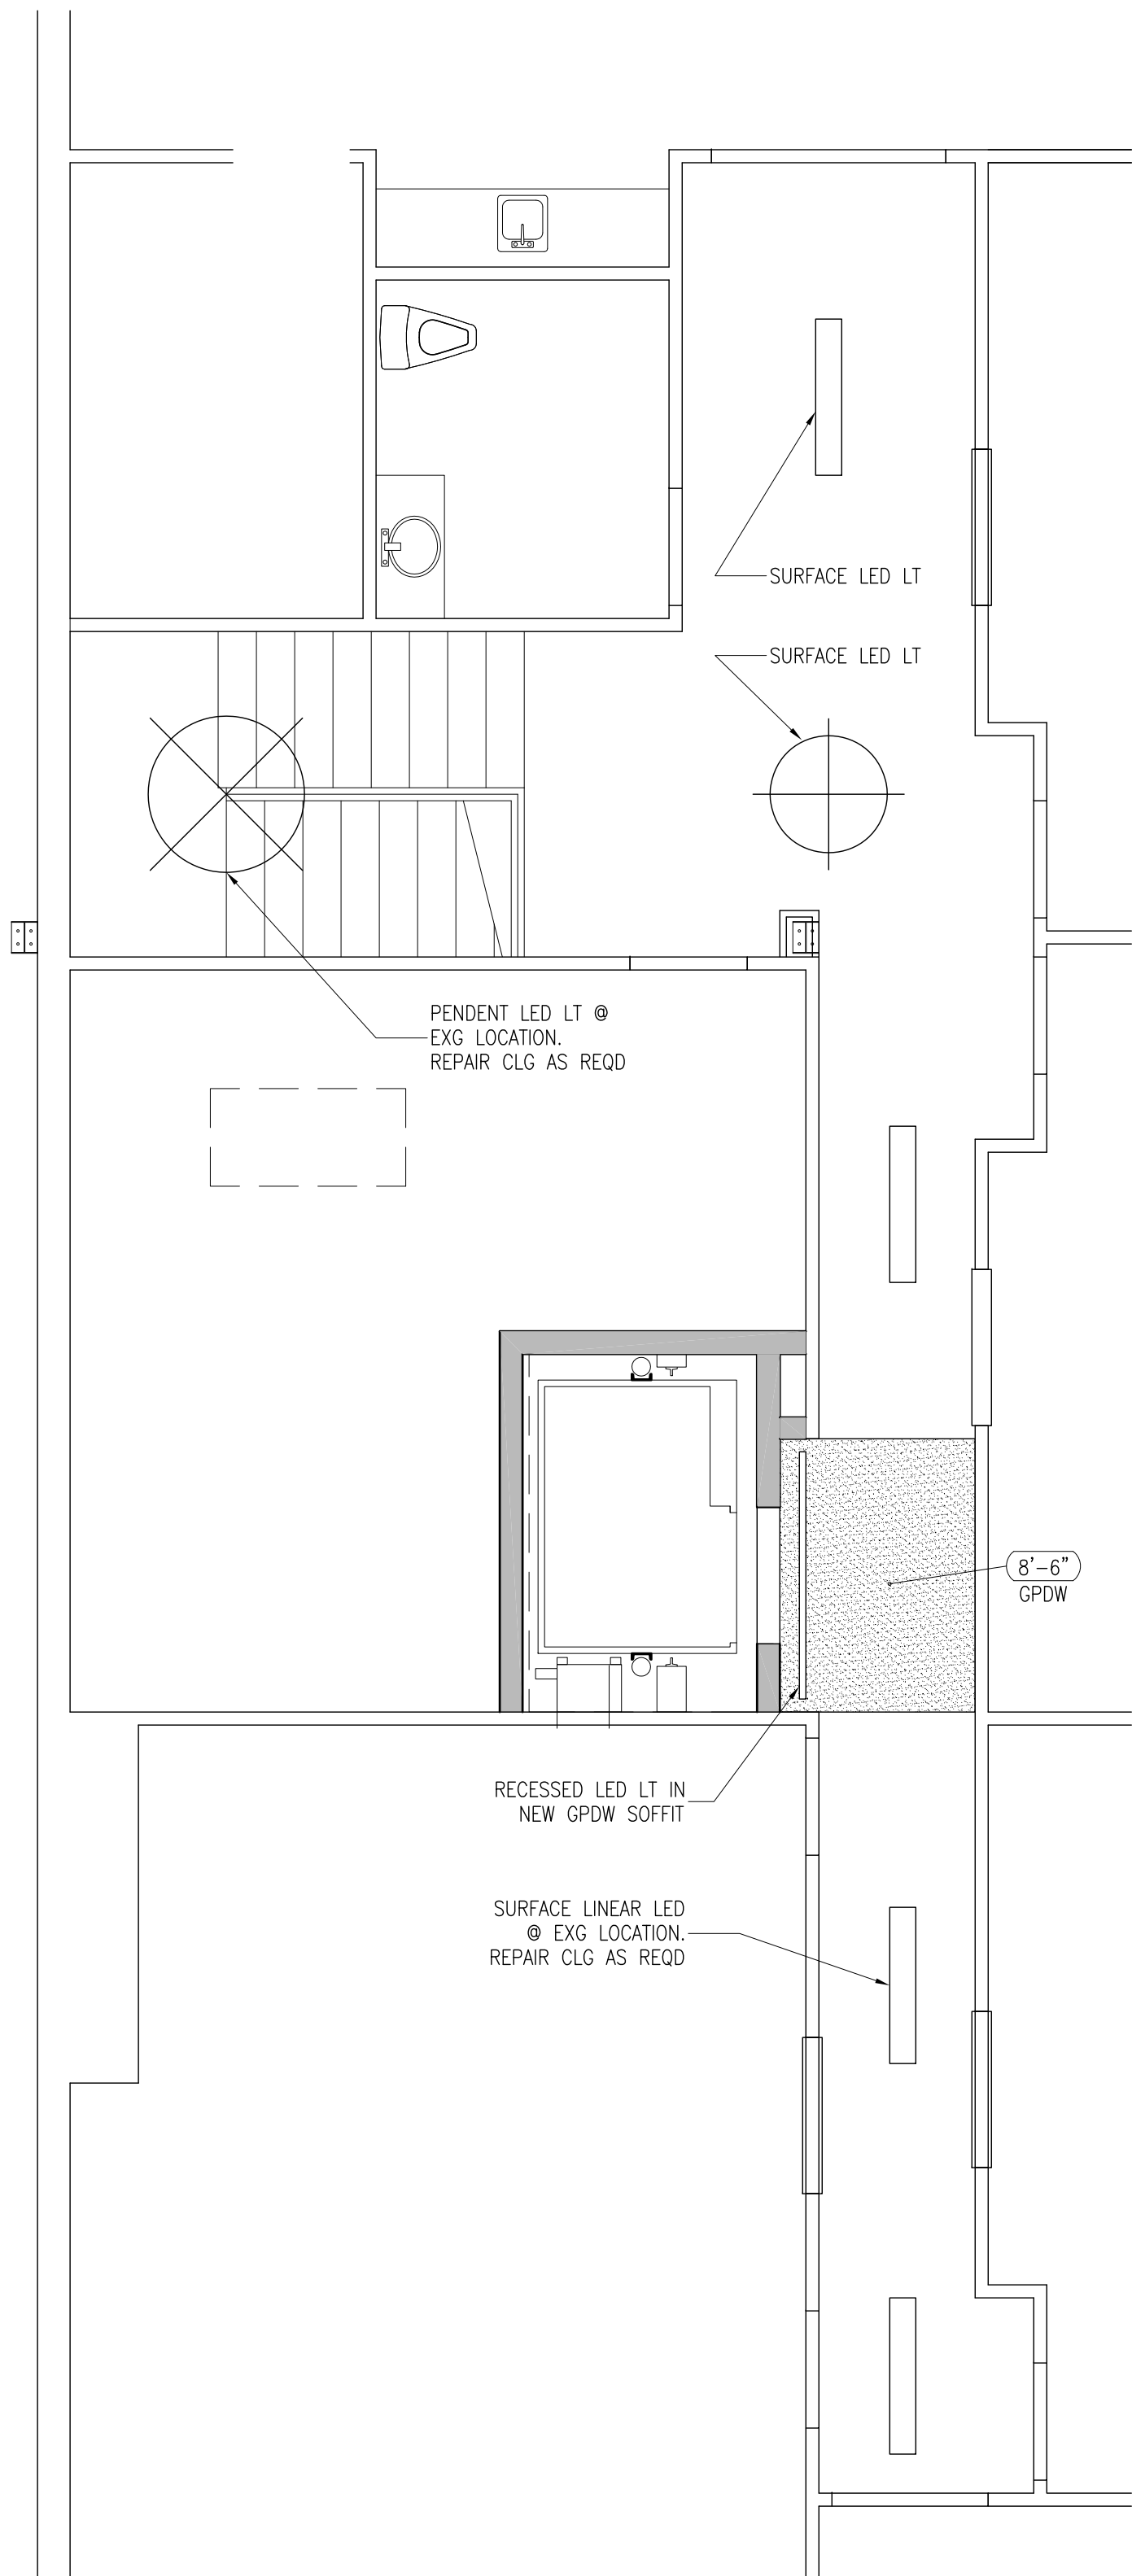 SURFACE LED LT
SURFACE LED LT
PENDENT LED LT @
EXG LOCATION.
REPAIR CLG AS REQD
8'-6"
GPDW
RECESSED LED LT IN
NEW GPDW SOFFIT
SURFACE LINEAR LED
@ EXG LOCATION.
REPAIR CLG AS REQD